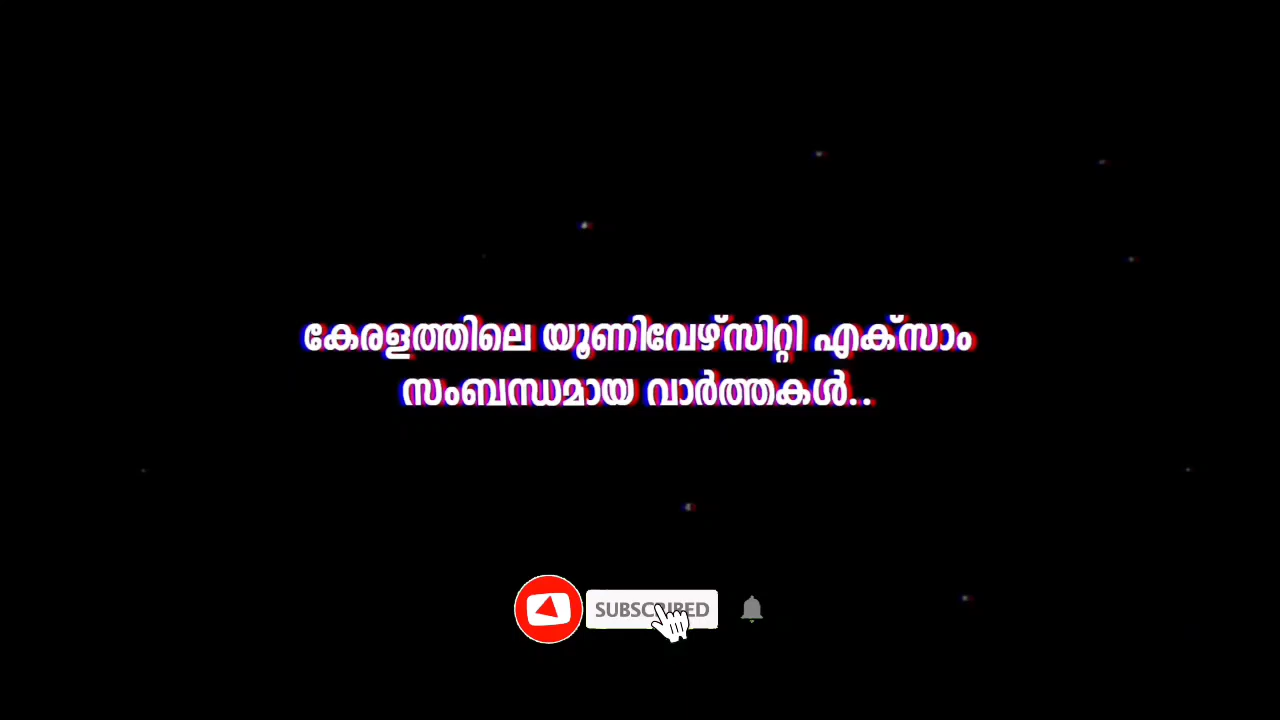 കേരളത്തിലെ യൂണിവേഴ്സിറ്റി എക്സാം
സംബന്ധമായ വാർത്തകൾ..
SUBSCRIBED